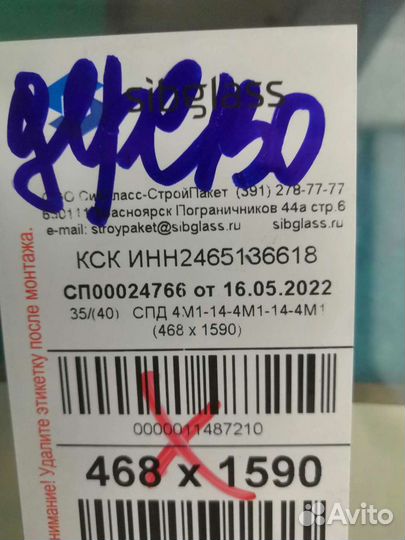 sibglass
ООО Сибгласс-СтройПакет (391) 278-77-77
Красноярск Пограничников 44а стр.6
e-mail: stroypaket@sibglass.ru sibglass.ru
КСК ИНН2465136618
СП00024766 от 16.05.2022
35/(40) СПД 4М1-14-4М1-14-4М1
(468 x 1590)
0000011487210
468 x 1590
Внимание! Удалите этикетку после монтажа.
Avito